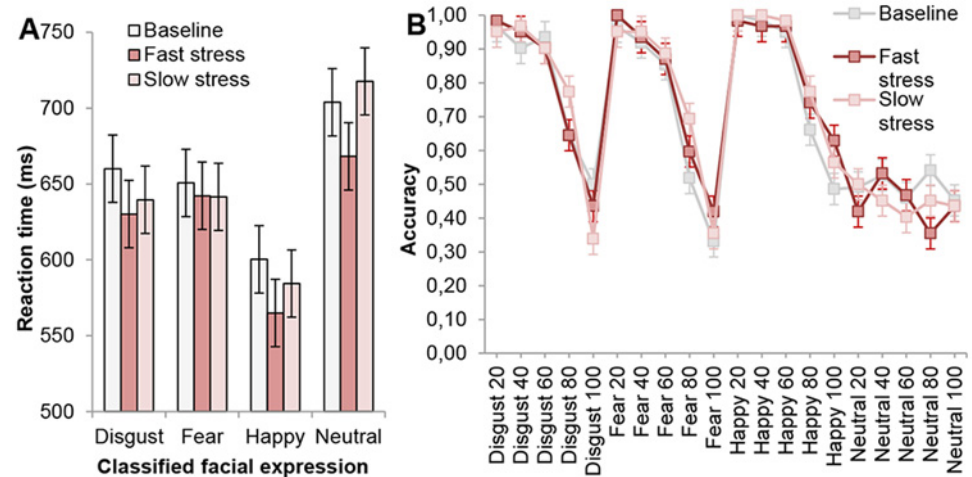 A
Reaction time (ms)
750
700
650
600
550
500
Baseline
Fast stress
Slow stress
Disgust
Fear
Happy
Neutral
Classified facial expression
B
Accuracy
1,00
0,90
0,80
0,70
0,60
0,50
0,40
0,30
0,20
0,10
0,00
Baseline
Fast
stress
Slow
stress
Disgust 20
Disgust 40
Disgust 60
Disgust 80
Disgust 100
Fear 20
Fear 40
Fear 60
Fear 80
Fear 100
Happy 20
Happy 40
Happy 60
Happy 80
Happy 100
Neutral 20
Neutral 40
Neutral 60
Neutral 80
Neutral 100